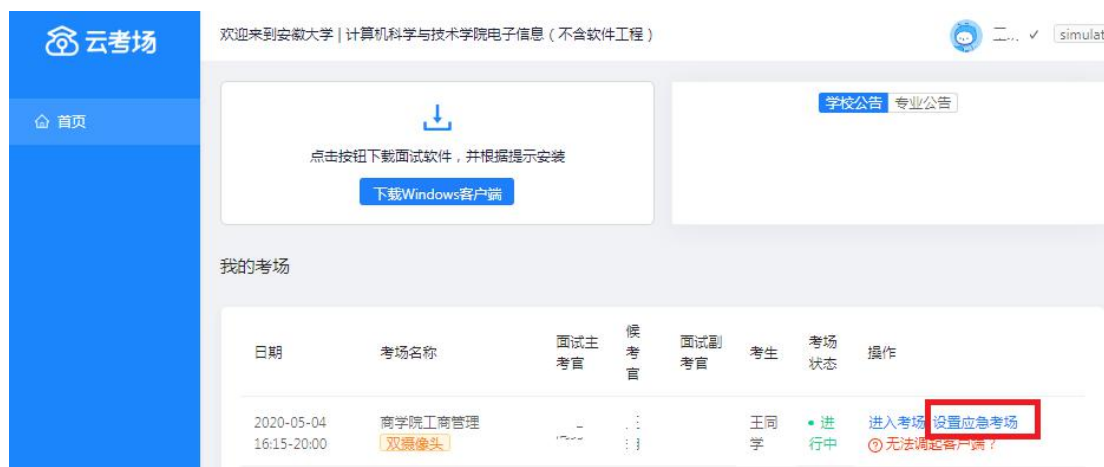 云考场
欢迎来到安徽大学 | 计算机科学与技术学院电子信息（不含软件工程）
simulat
首页
点击按钮下载面试软件，并根据提示安装
下载Windows客户端
学校公告 专业公告
我的考场
日期 考场名称 面试主考官 候考官 面试副考官 考生 考场状态 操作
2020-05-04 16:15-20:00 商学院工商管理 王同学 进行中 进入考场 设置应急考场
双摄像头 无法调起客户端？